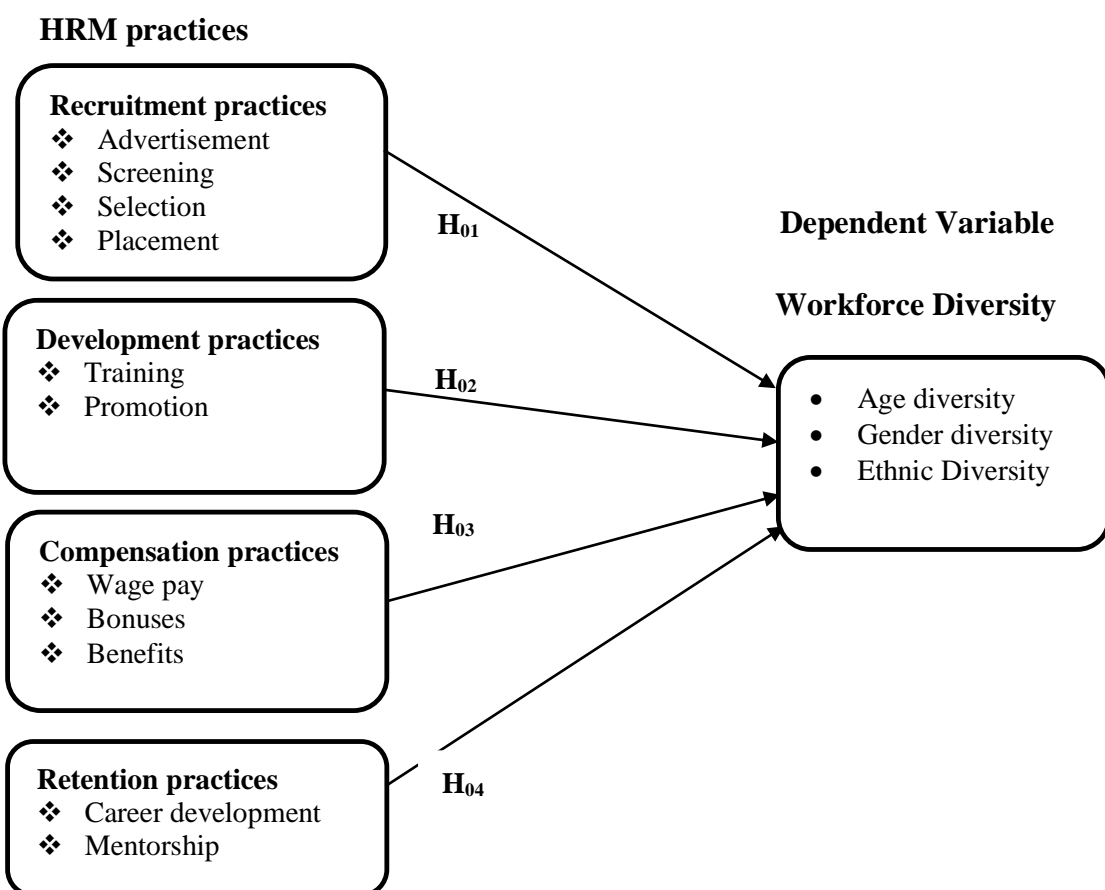 HRM practices
Recruitment practices
❖ Advertisement
❖ Screening
❖ Selection
❖ Placement
H01
Dependent Variable
Workforce Diversity
Development practices
❖ Training
❖ Promotion
H02
• Age diversity
• Gender diversity
• Ethnic Diversity
Compensation practices
❖ Wage pay
❖ Bonuses
❖ Benefits
H03
Retention practices
❖ Career development
❖ Mentorship
H04